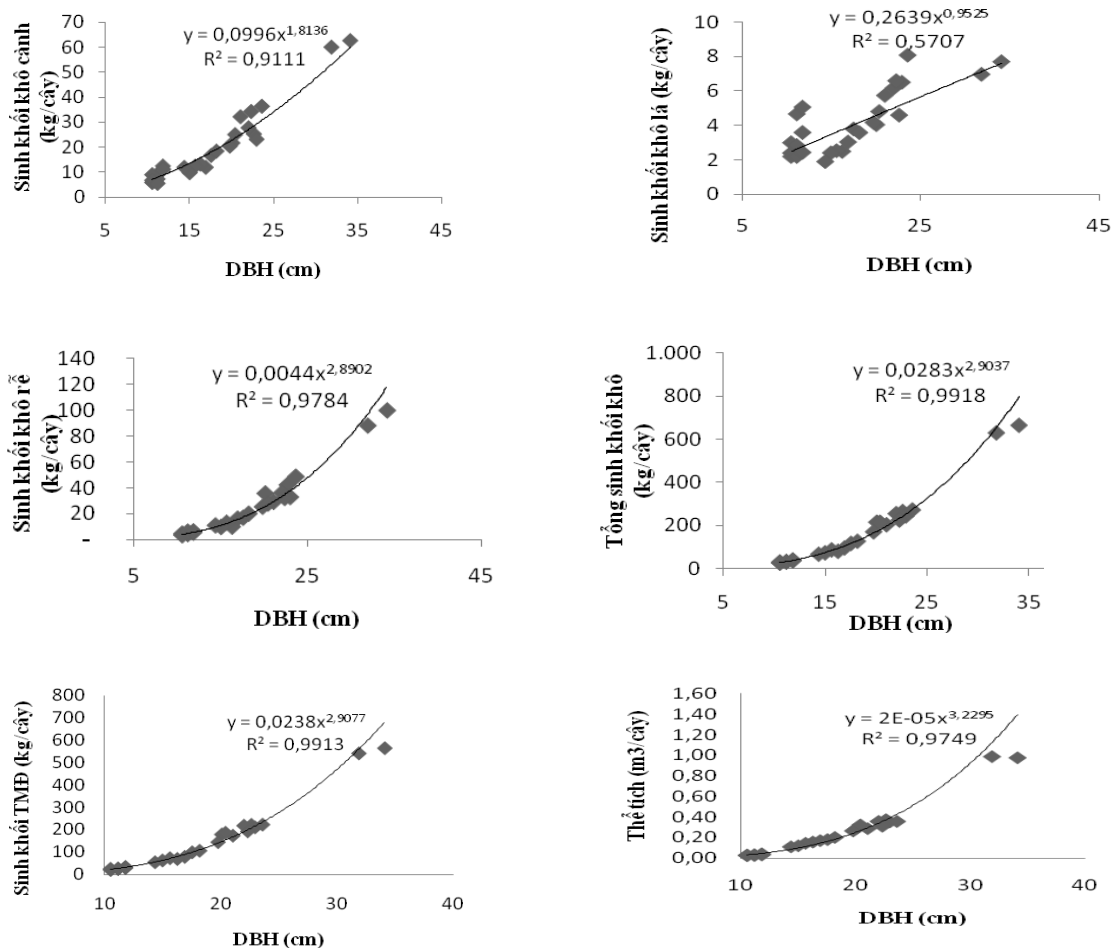 Sinh khối khô cành
(kg/cây)
70
60
50
40
30
20
10
0
y = 0,0996x^1,8136
R² = 0,9111
5 15 25 35 45
DBH (cm)
Sinh khối khô lá (kg/cây)
10
8
6
4
2
0
y = 0,2639x^0,9525
R² = 0,5707
5 25 45
DBH (cm)
Sinh khối khô rễ
(kg/cây)
140
120
100
80
60
40
20
-
y = 0,0044x^2,8902
R² = 0,9784
5 25 45
DBH (cm)
Tổng sinh khối khô
(kg/cây)
1.000
800
600
400
200
0
y = 0,0283x^2,9037
R² = 0,9918
5 15 25 35
DBH (cm)
Sinh khối TMĐ (kg/cây)
800
700
600
500
400
300
200
100
0
y = 0,0238x^2,9077
R² = 0,9913
10 20 30 40
DBH (cm)
Thể tích (m3/cây)
1,60
1,40
1,20
1,00
0,80
0,60
0,40
0,20
0,00
y = 2E-05x^3,2295
R² = 0,9749
10 20 30 40
DBH (cm)